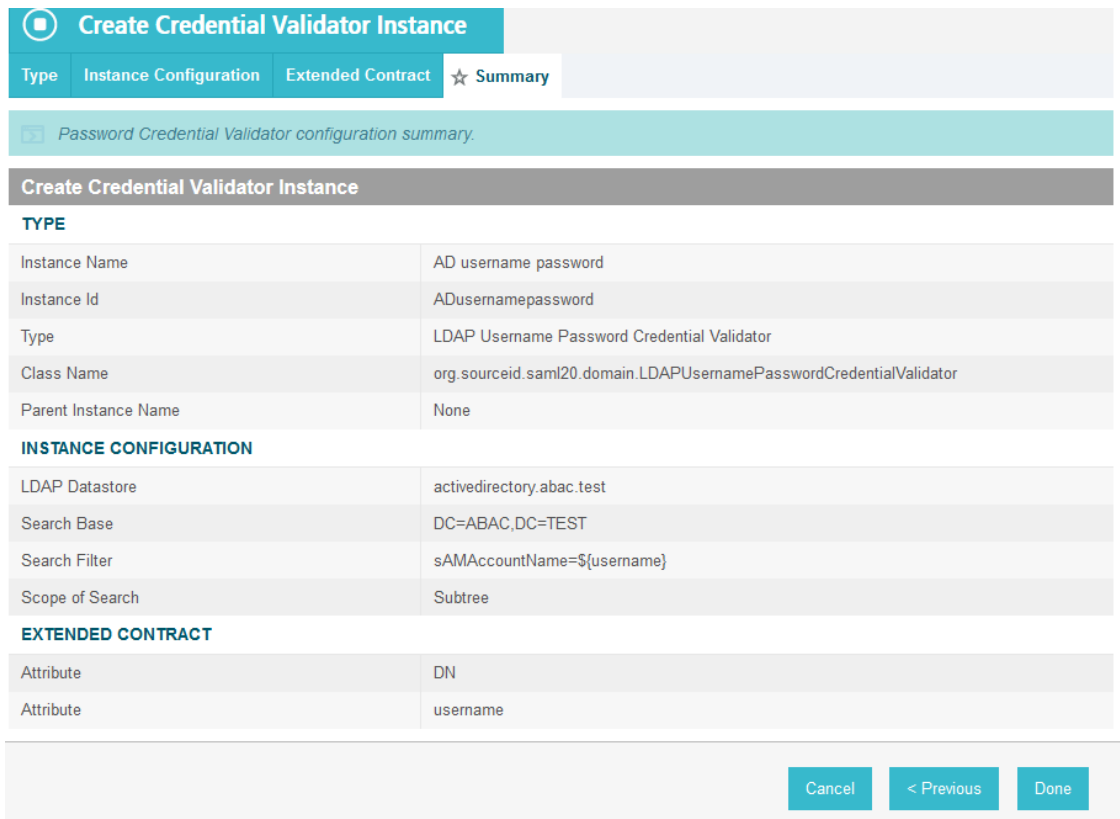 Create Credential Validator Instance
Type Instance Configuration Extended Contract Summary
Password Credential Validator configuration summary.
Create Credential Validator Instance
TYPE
Instance Name AD username password
Instance Id ADusernamepassword
Type LDAP Username Password Credential Validator
Class Name org.sourceid.saml20.domain.LDAPUsernamePasswordCredentialValidator
Parent Instance Name None
INSTANCE CONFIGURATION
LDAP Datastore activedirectory.abac.test
Search Base DC=ABAC,DC=TEST
Search Filter sAMAccountName=${username}
Scope of Search Subtree
EXTENDED CONTRACT
Attribute DN
Attribute username
Cancel < Previous Done